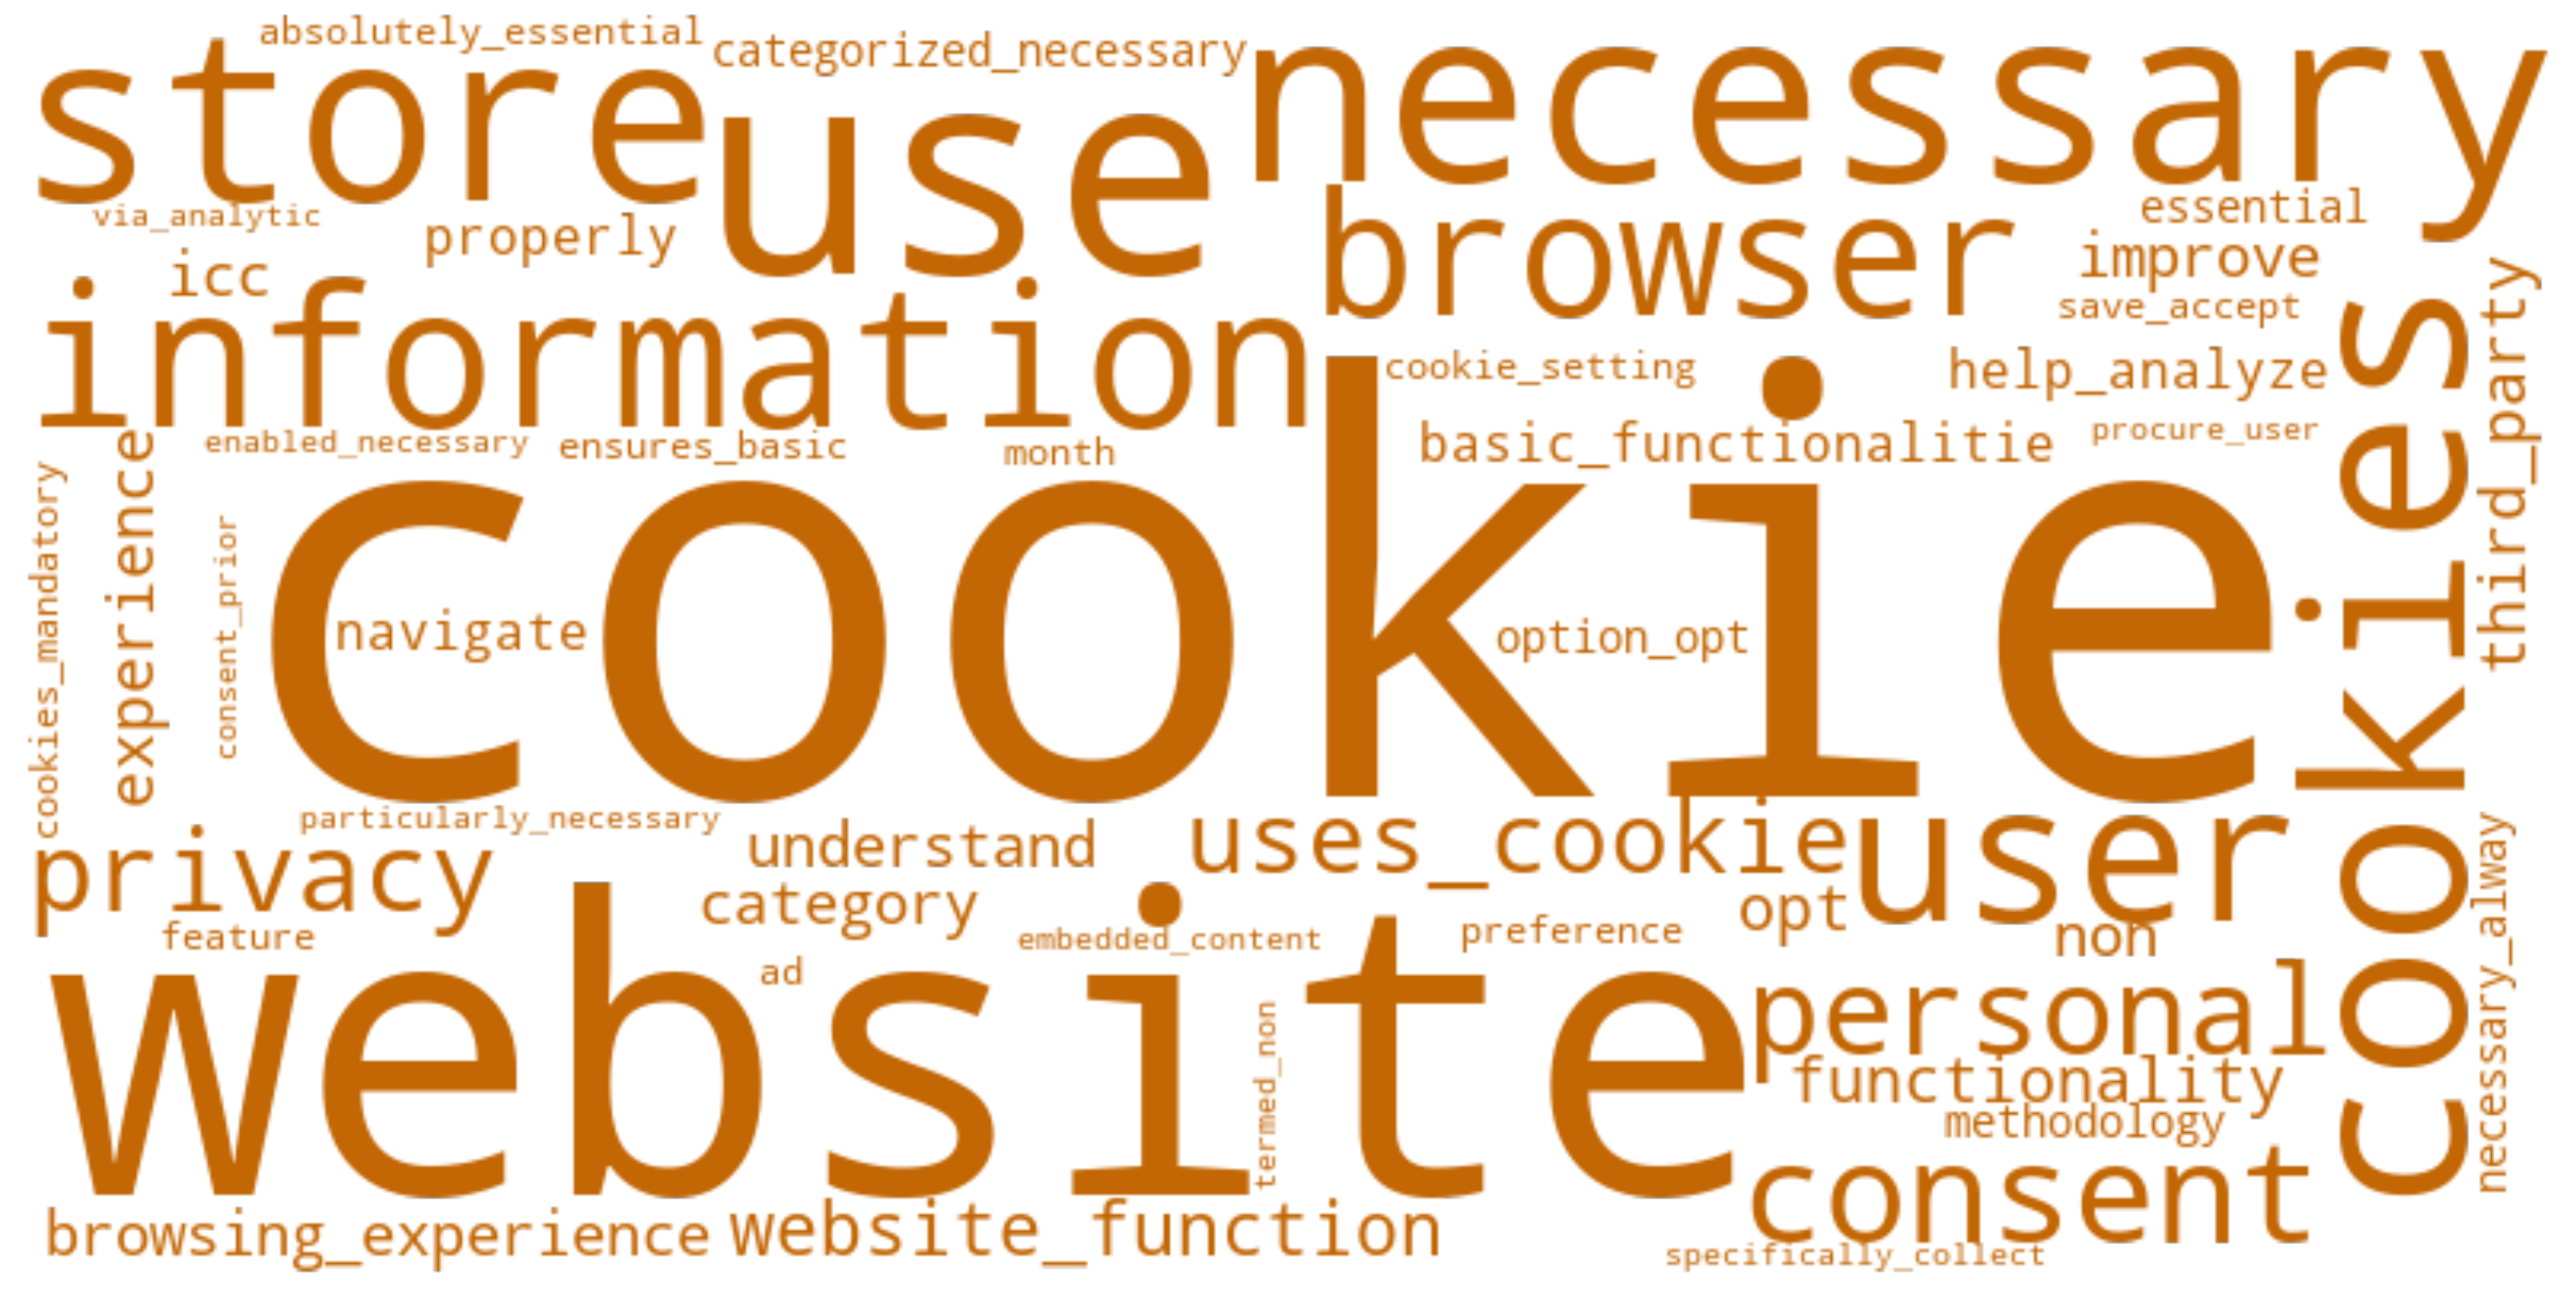 absolutely_essential
categorized_necessary
store
use
necessary
via_analytic
properly
browser
essential
icc
improve
information
save_accept
third_party
cookie_setting
help_analyze
cookies
enabled_necessary
ensures_basic
month
basic_functionalitie
procure_user
cookies_mandatory
experience
consent_prior
cookie
navigate
option_opt
particularly_necessary
understand
uses_cookie
user
privacy
category
opt
necessary_alway
feature
embedded_content
preference
non
ad
website
termed_non
personal
functionality
methodology
consent
browsing_experience
website_function
specifically_collect